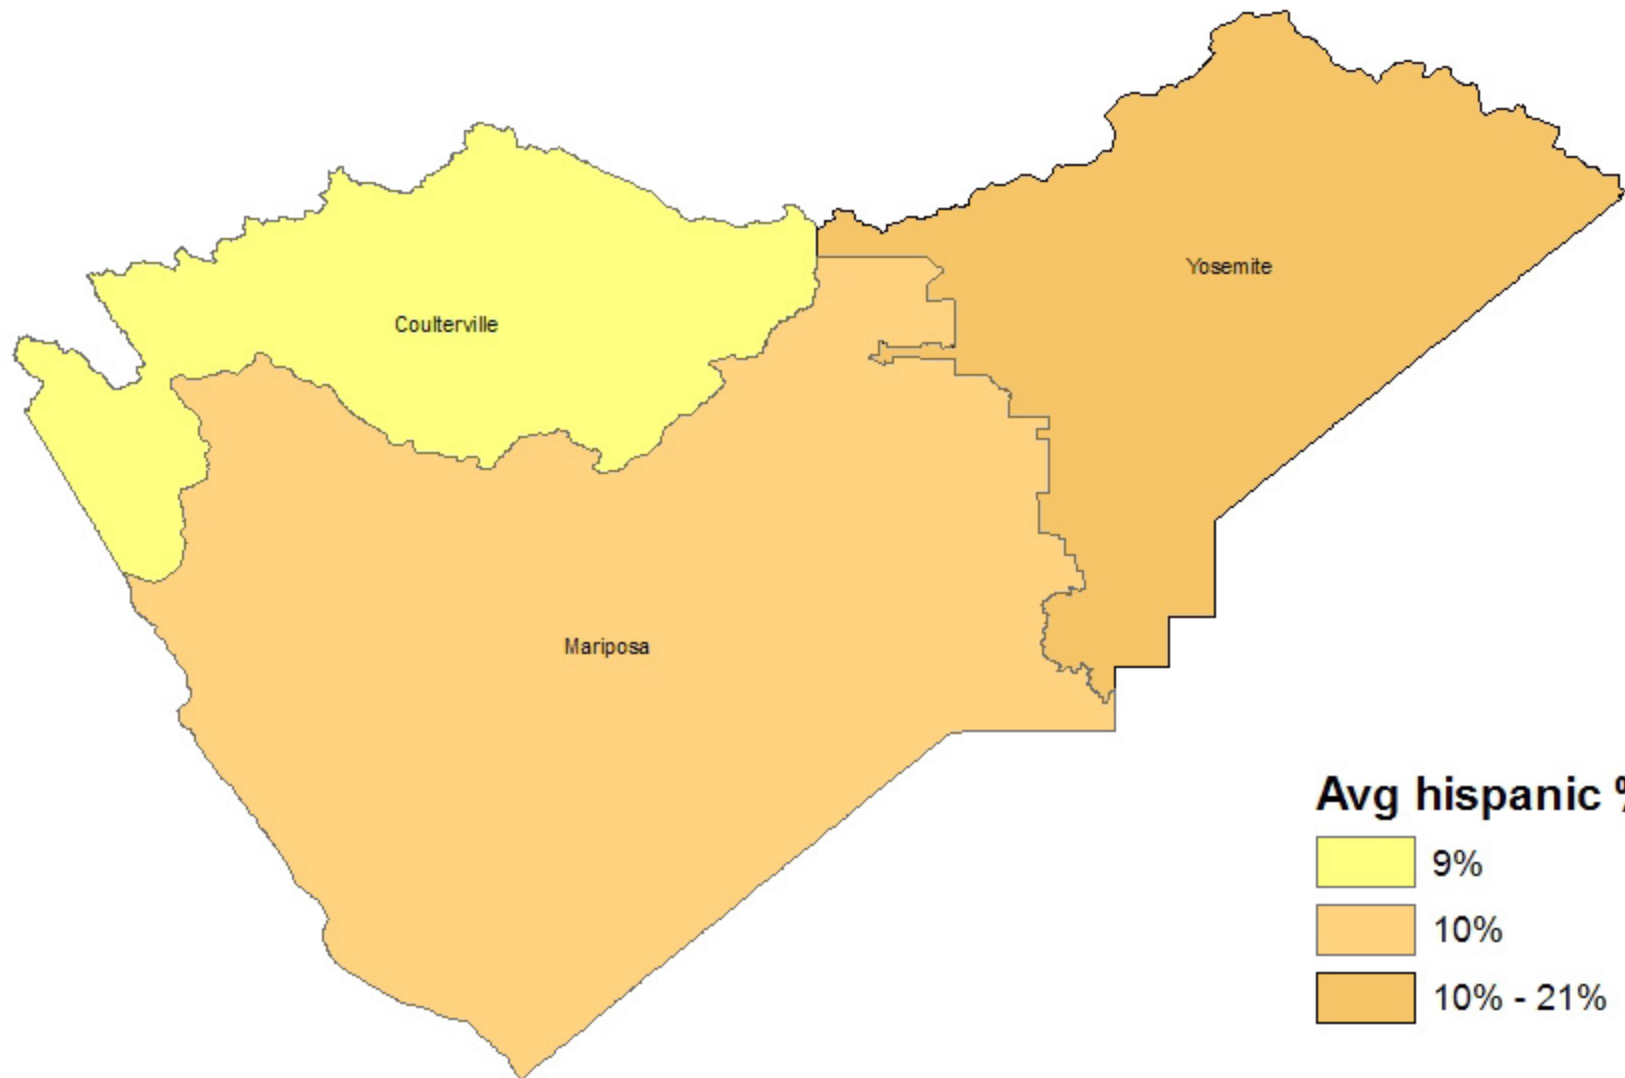 Yosemite
Coulterville
Mariposa
Avg hispanic %
9%
10%
10% - 21%